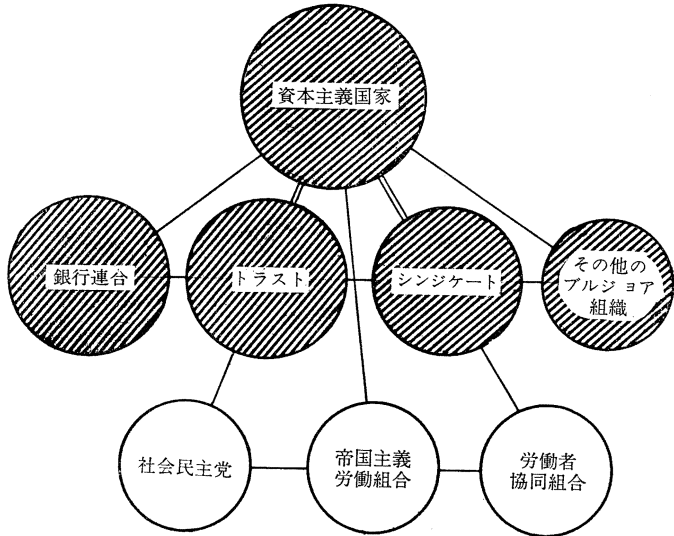 資本主義国家
銀行連合
トラスト
シンジケート
その他の
ブルジョア
組織
社会民主党
帝国主義
労働組合
労働者
協同組合